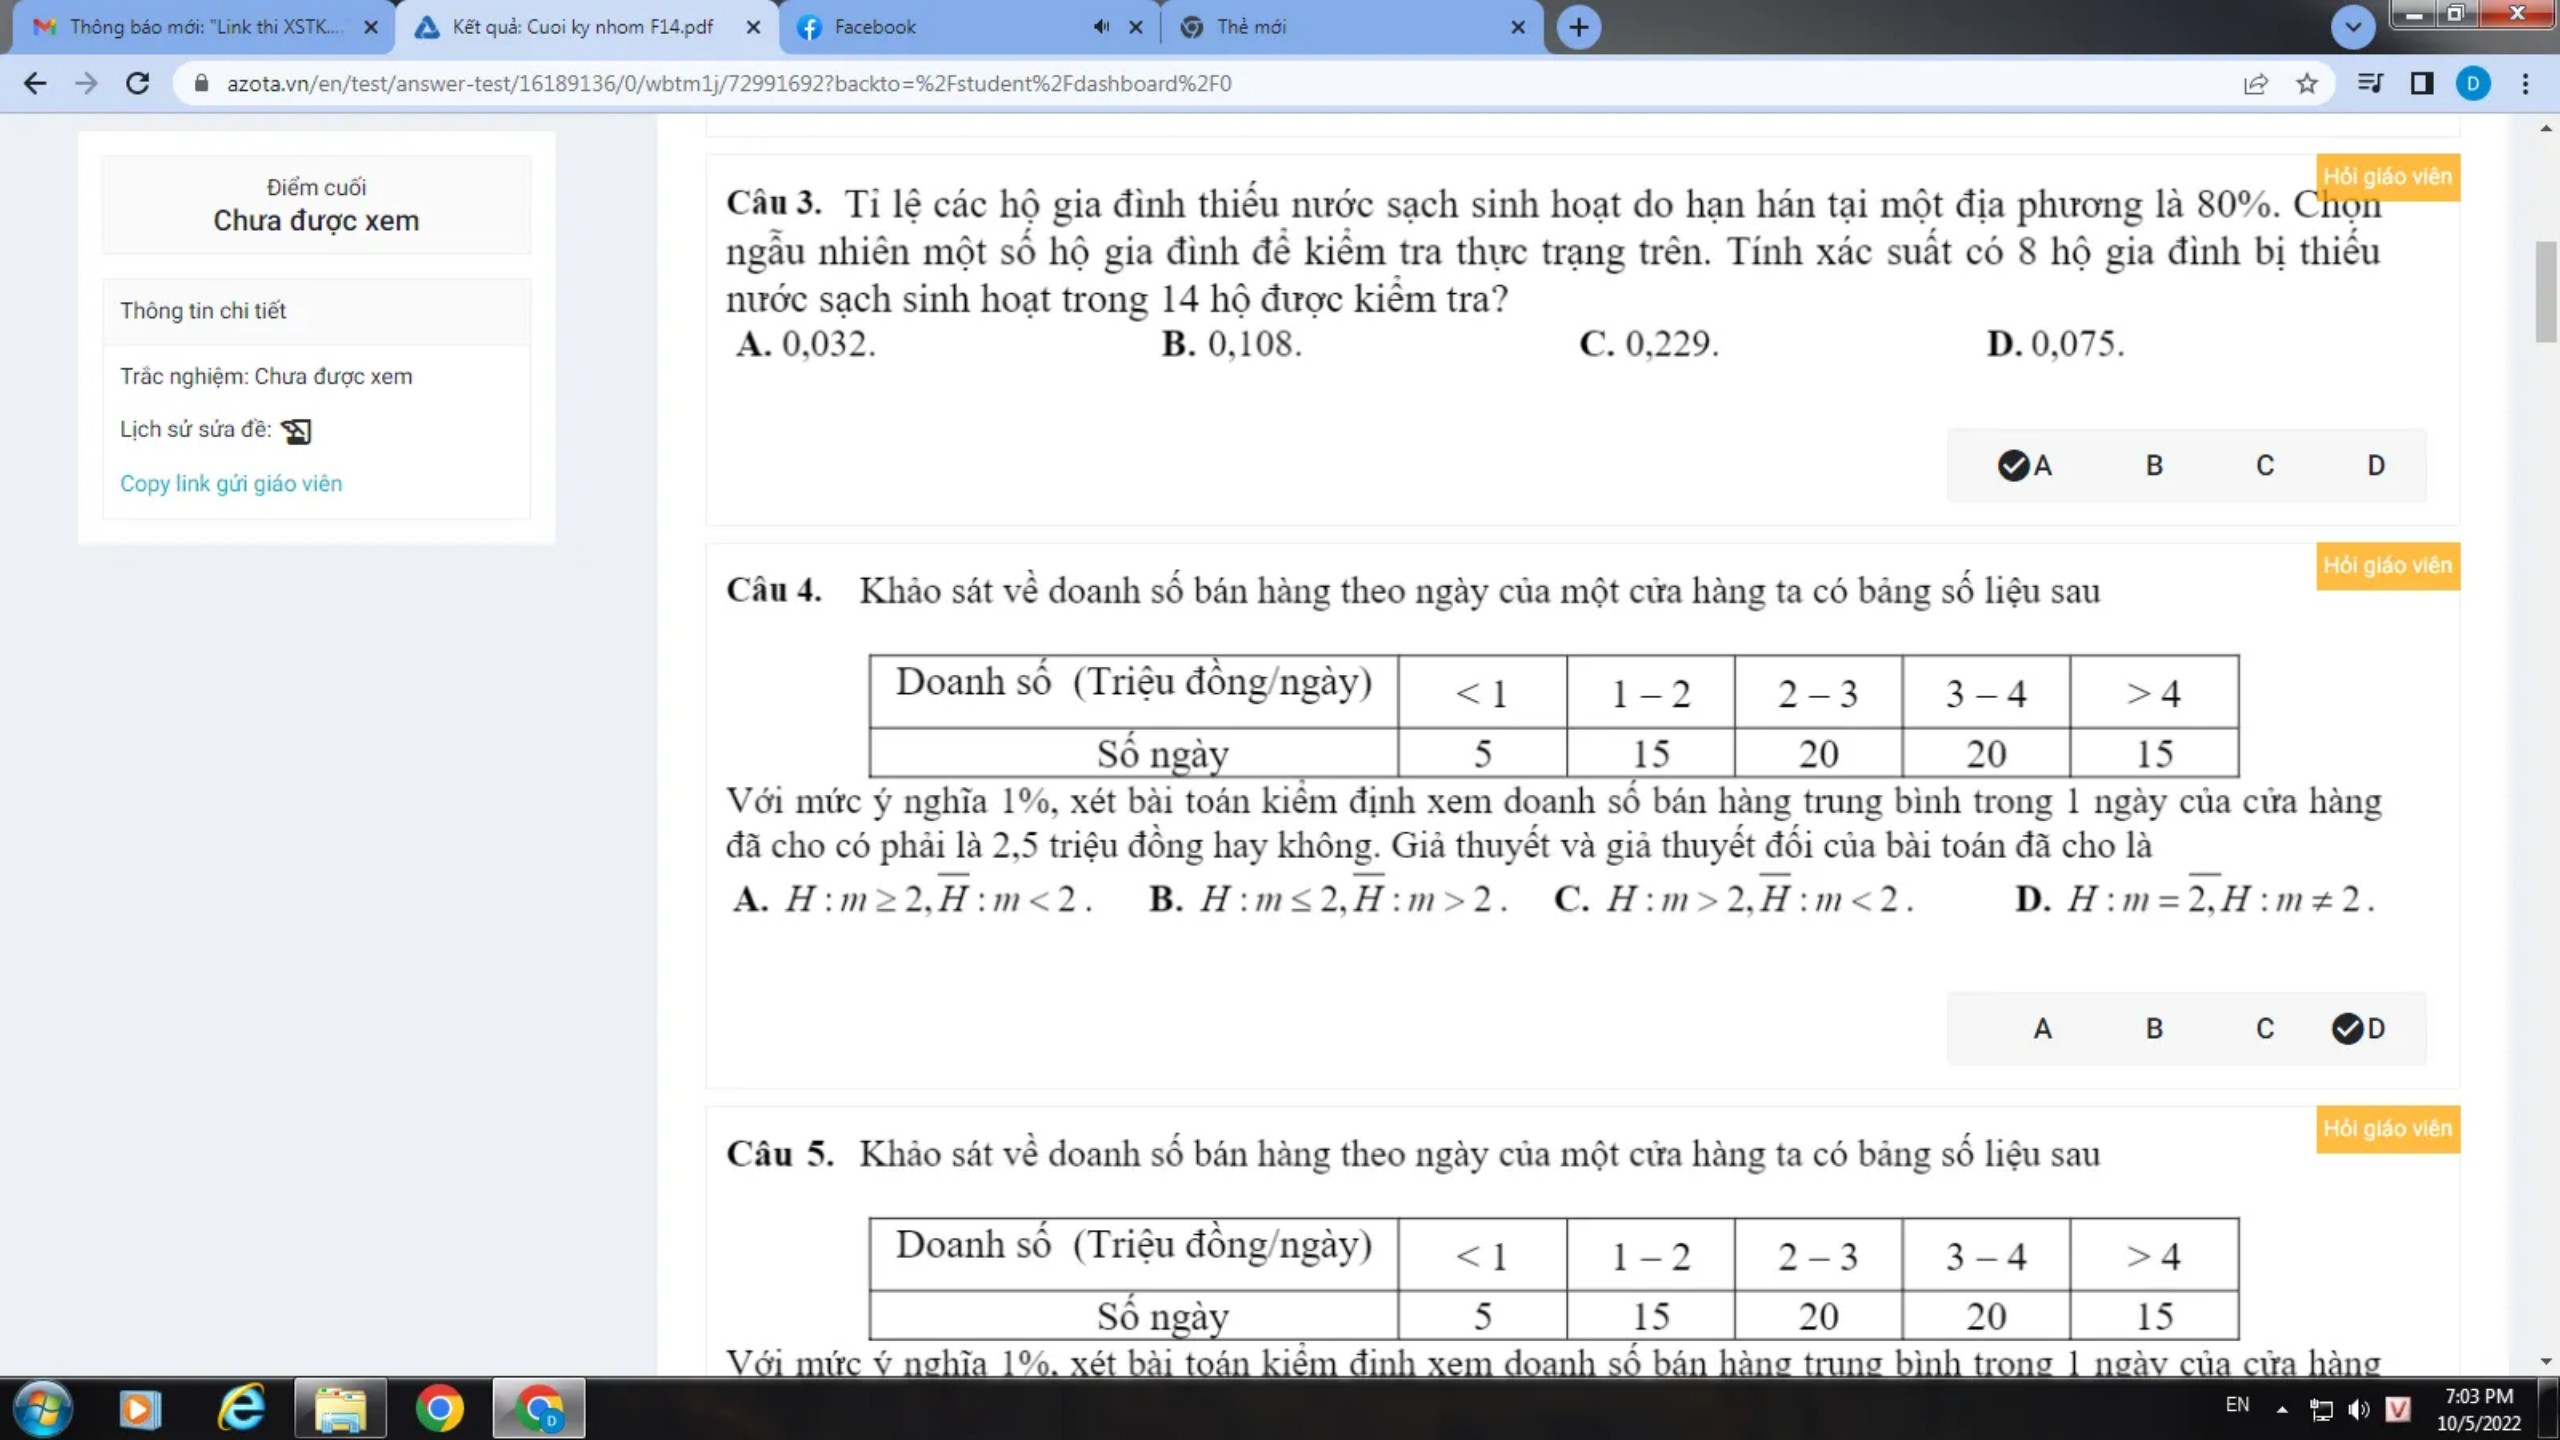 Thông báo mới: "Link thi XSTK...
Kết quả: Cuoi ky nhom F14.pdf
Facebook
Thẻ mới
azota.vn/en/test/answer-test/16189136/0/wbtm1j/72991692?backto=%2Fstudent%2Fdashboard%2F0
D
Điểm cuối
Chưa được xem
Thông tin chi tiết
Trắc nghiệm: Chưa được xem
Lịch sử sửa đề:
Copy link gửi giáo viên
Hỏi giáo viên
Câu 3. Tỉ lệ các hộ gia đình thiếu nước sạch sinh hoạt do hạn hán tại một địa phương là 80%. Chọn
ngẫu nhiên một số hộ gia đình để kiểm tra thực trạng trên. Tính xác suất có 8 hộ gia đình bị thiếu
nước sạch sinh hoạt trong 14 hộ được kiểm tra?
A. 0,032. B. 0,108. C. 0,229. D. 0,075.
A B C D
Hỏi giáo viên
Câu 4. Khảo sát về doanh số bán hàng theo ngày của một cửa hàng ta có bảng số liệu sau
Doanh số (Triệu đồng/ngày) < 1 1 – 2 2 – 3 3 – 4 > 4
Số ngày 5 15 20 20 15
Với mức ý nghĩa 1%, xét bài toán kiểm định xem doanh số bán hàng trung bình trong 1 ngày của cửa hàng
đã cho có phải là 2,5 triệu đồng hay không. Giả thuyết và giả thuyết đối của bài toán đã cho là
A. H : m ≥ 2, H̅ : m < 2. B. H : m ≤ 2, H̅ : m > 2. C. H : m > 2, H̅ : m < 2. D. H : m = 2,̅ H : m ≠ 2.
A B C D
Hỏi giáo viên
Câu 5. Khảo sát về doanh số bán hàng theo ngày của một cửa hàng ta có bảng số liệu sau
Doanh số (Triệu đồng/ngày) < 1 1 – 2 2 – 3 3 – 4 > 4
Số ngày 5 15 20 20 15
Với mức ý nghĩa 1%, xét bài toán kiểm định xem doanh số bán hàng trung bình trong 1 ngày của cửa hàng
D
EN
V
7:03 PM
10/5/2022